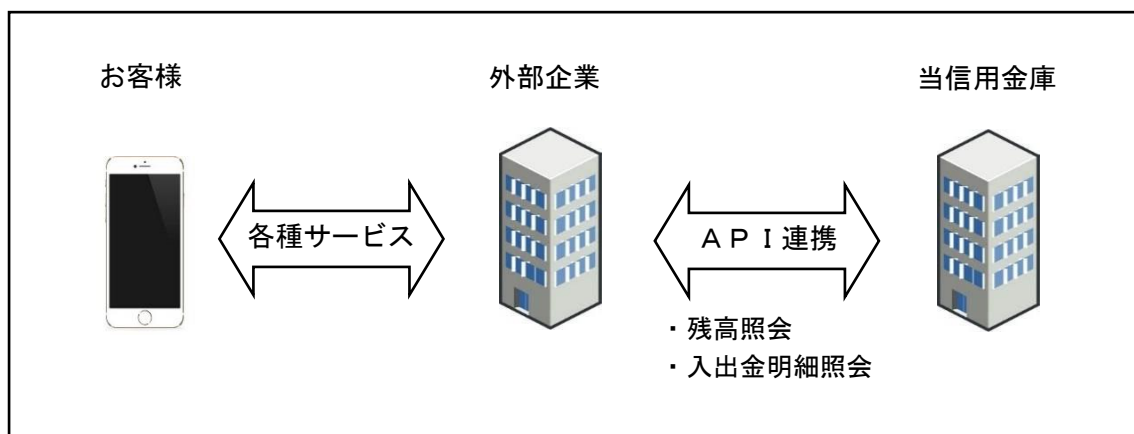 お客様
外部企業
当信用金庫
各種サービス
ＡＰＩ連携
・残高照会
・入出金明細照会